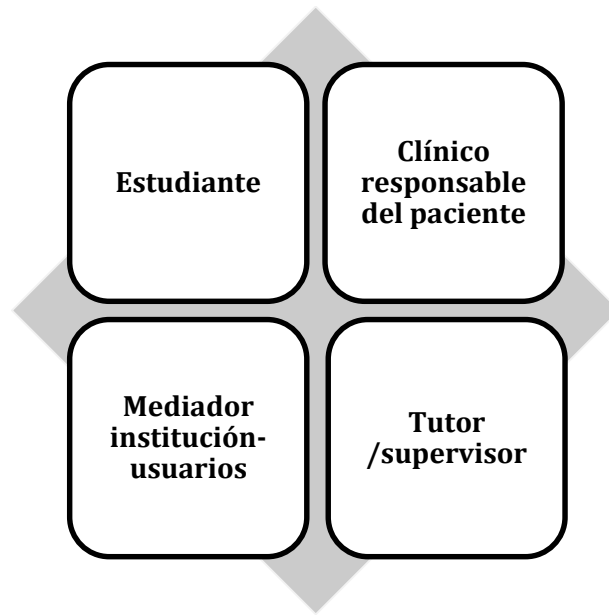 Estudiante
Clínico
responsable
del paciente
Mediador
institución-
usuarios
Tutor
/supervisor